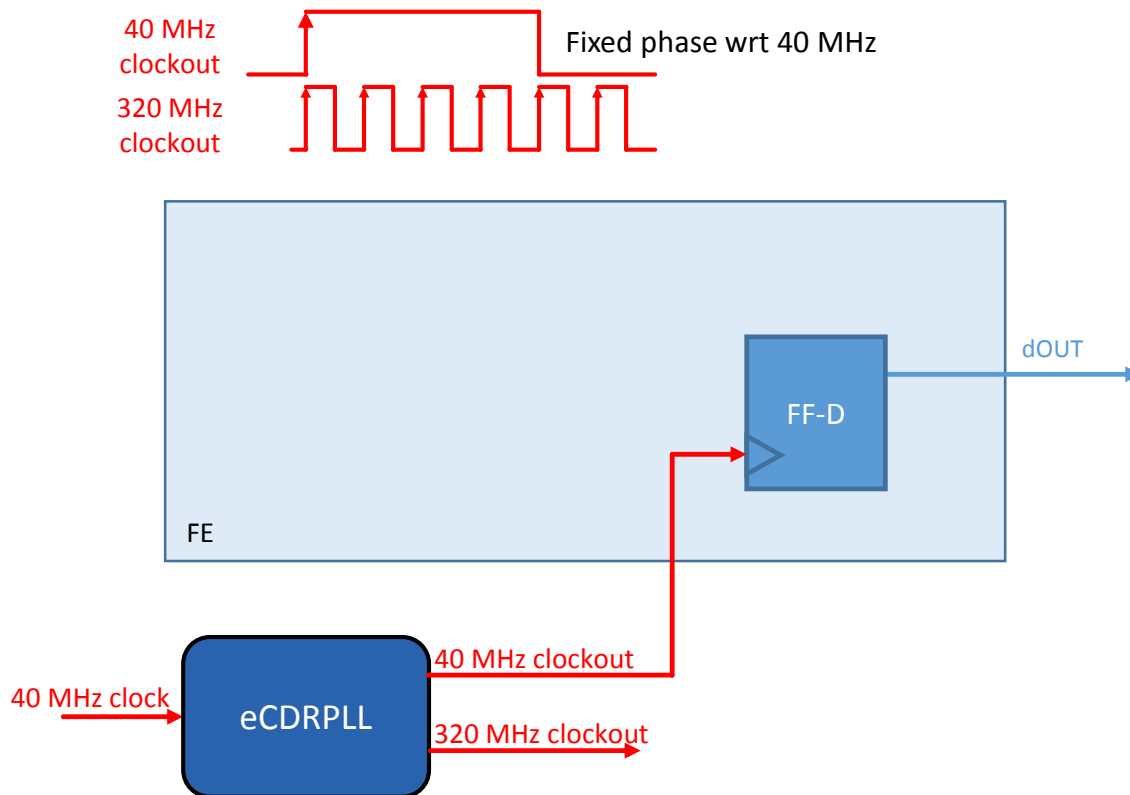 40 MHz
clockout
Fixed phase wrt 40 MHz
320 MHz
clockout
dOUT
FF-D
FE
40 MHz clockout
40 MHz clock
eCDRPLL
320 MHz clockout